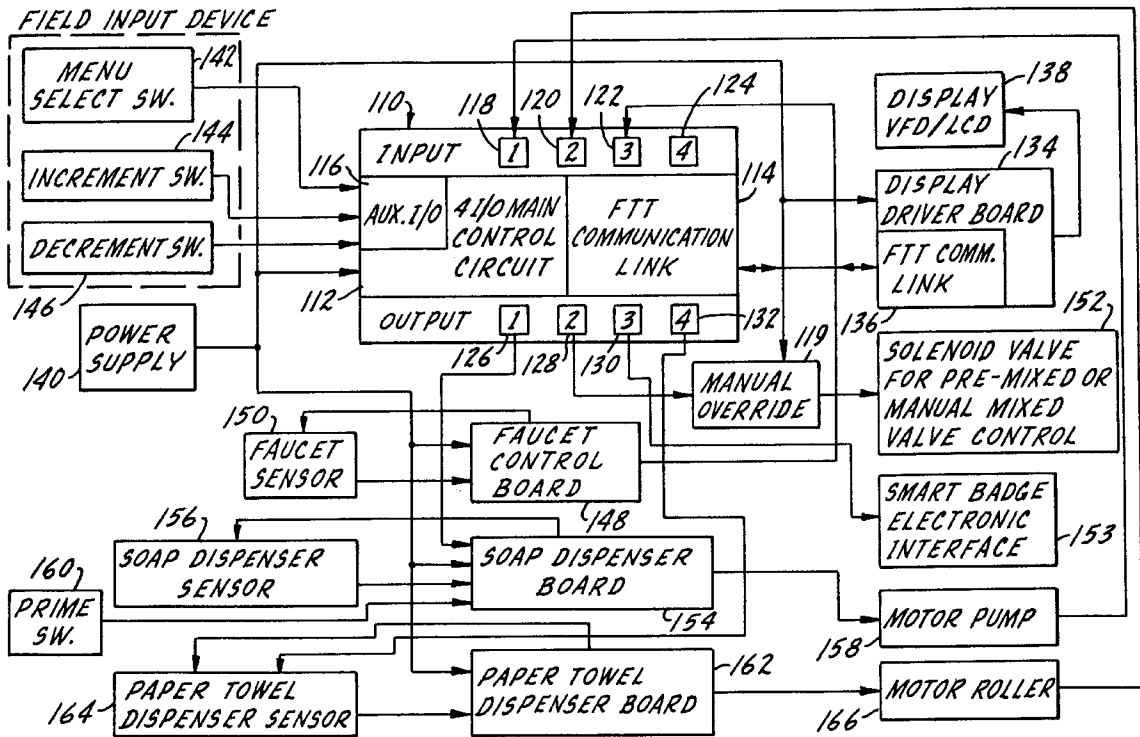 FIELD INPUT DEVICE
MENU
SELECT SW.
142
144
INCREMENT SW.
DECREMENT SW.
146
POWER
SUPPLY
140
110
118
120
122
124
INPUT
1
2
3
4
116
AUX. I/O
4 I/O MAIN
CONTROL
CIRCUIT
FTT
COMMUNICATION
LINK
114
112
OUTPUT
1
2
3
4
126
128
130
132
138
DISPLAY
VFD/LCD
134
DISPLAY
DRIVER BOARD
FTT COMM.
LINK
136
152
119
MANUAL
OVERRIDE
SOLENOID VALVE
FOR PRE-MIXED OR
MANUAL MIXED
VALVE CONTROL
150
FAUCET
SENSOR
FAUCET
CONTROL
BOARD
148
SMART BADGE
ELECTRONIC
INTERFACE
153
156
SOAP DISPENSER
SENSOR
SOAP DISPENSER
BOARD
154
160
PRIME
SW.
MOTOR PUMP
158
162
164
PAPER TOWEL
DISPENSER SENSOR
PAPER TOWEL
DISPENSER BOARD
MOTOR ROLLER
166